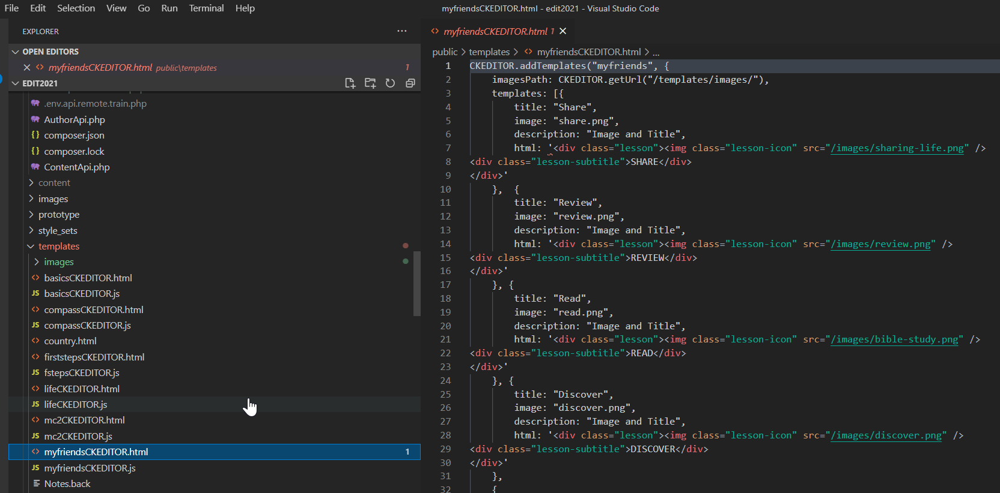 File Edit Selection View Go Run Terminal Help
myfriendsCKEDITOR.html - edit2021 - Visual Studio Code
EXPLORER
OPEN EDITORS
myfriendsCKEDITOR.html public\templates 1
EDIT2021
.env.api.remote.train.php
AuthorApi.php
{} composer.json
{} composer.lock
ContentApi.php
content
images
prototype
style_sets
templates
images
<> basicsCKEDITOR.html
JS basicsCKEDITOR.js
<> compassCKEDITOR.html
JS compassCKEDITOR.js
<> country.html
<> firststepsCKEDITOR.html
JS fstepsCKEDITOR.js
<> lifeCKEDITOR.html
JS lifeCKEDITOR.js
<> mc2CKEDITOR.html
JS mc2CKEDITOR.js
<> myfriendsCKEDITOR.html 1
JS myfriendsCKEDITOR.js
Notes.back
<> myfriendsCKEDITOR.html 1
public > templates > <> myfriendsCKEDITOR.html > ...
1 CKEDITOR.addTemplates("myfriends", {
2 imagesPath: CKEDITOR.getUrl("/templates/images/"),
3 templates: [{
4 title: "Share",
5 image: "share.png",
6 description: "Image and Title",
7 html: '<div class="lesson"><img class="lesson-icon" src="/images/sharing-life.png" />
8 <div class="lesson-subtitle">SHARE</div>
9 </div>'
10 }, {
11 title: "Review",
12 image: "review.png",
13 description: "Image and Title",
14 html: '<div class="lesson"><img class="lesson-icon" src="/images/review.png" />
15 <div class="lesson-subtitle">REVIEW</div>
16 </div>'
17 }, {
18 title: "Read",
19 image: "read.png",
20 description: "Image and Title",
21 html: '<div class="lesson"><img class="lesson-icon" src="/images/bible-study.png" />
22 <div class="lesson-subtitle">READ</div>
23 </div>'
24 }, {
25 title: "Discover",
26 image: "discover.png",
27 description: "Image and Title",
28 html: '<div class="lesson"><img class="lesson-icon" src="/images/discover.png" />
29 <div class="lesson-subtitle">DISCOVER</div>
30 </div>'
31 },
32 {